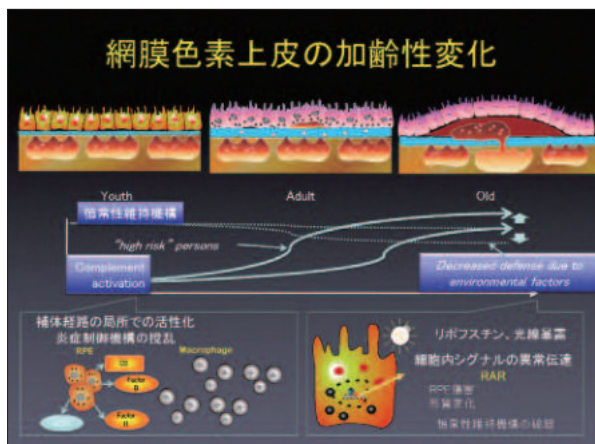 網膜色素上皮の加齢性変化
Youth
Adult
Old
恒常性維持機構
"high risk" persons
Complement
activation
Decreased defense due to
environmental factors
補体経路の局所での活性化
炎症制御機構の撹乱
RPE
Macrophage
C3
Factor
B
Factor
リポフスチン、光線暴露
細胞内シグナルの異常伝達
RAR
RPE傷害
形質変化
恒常性維持機構の破綻